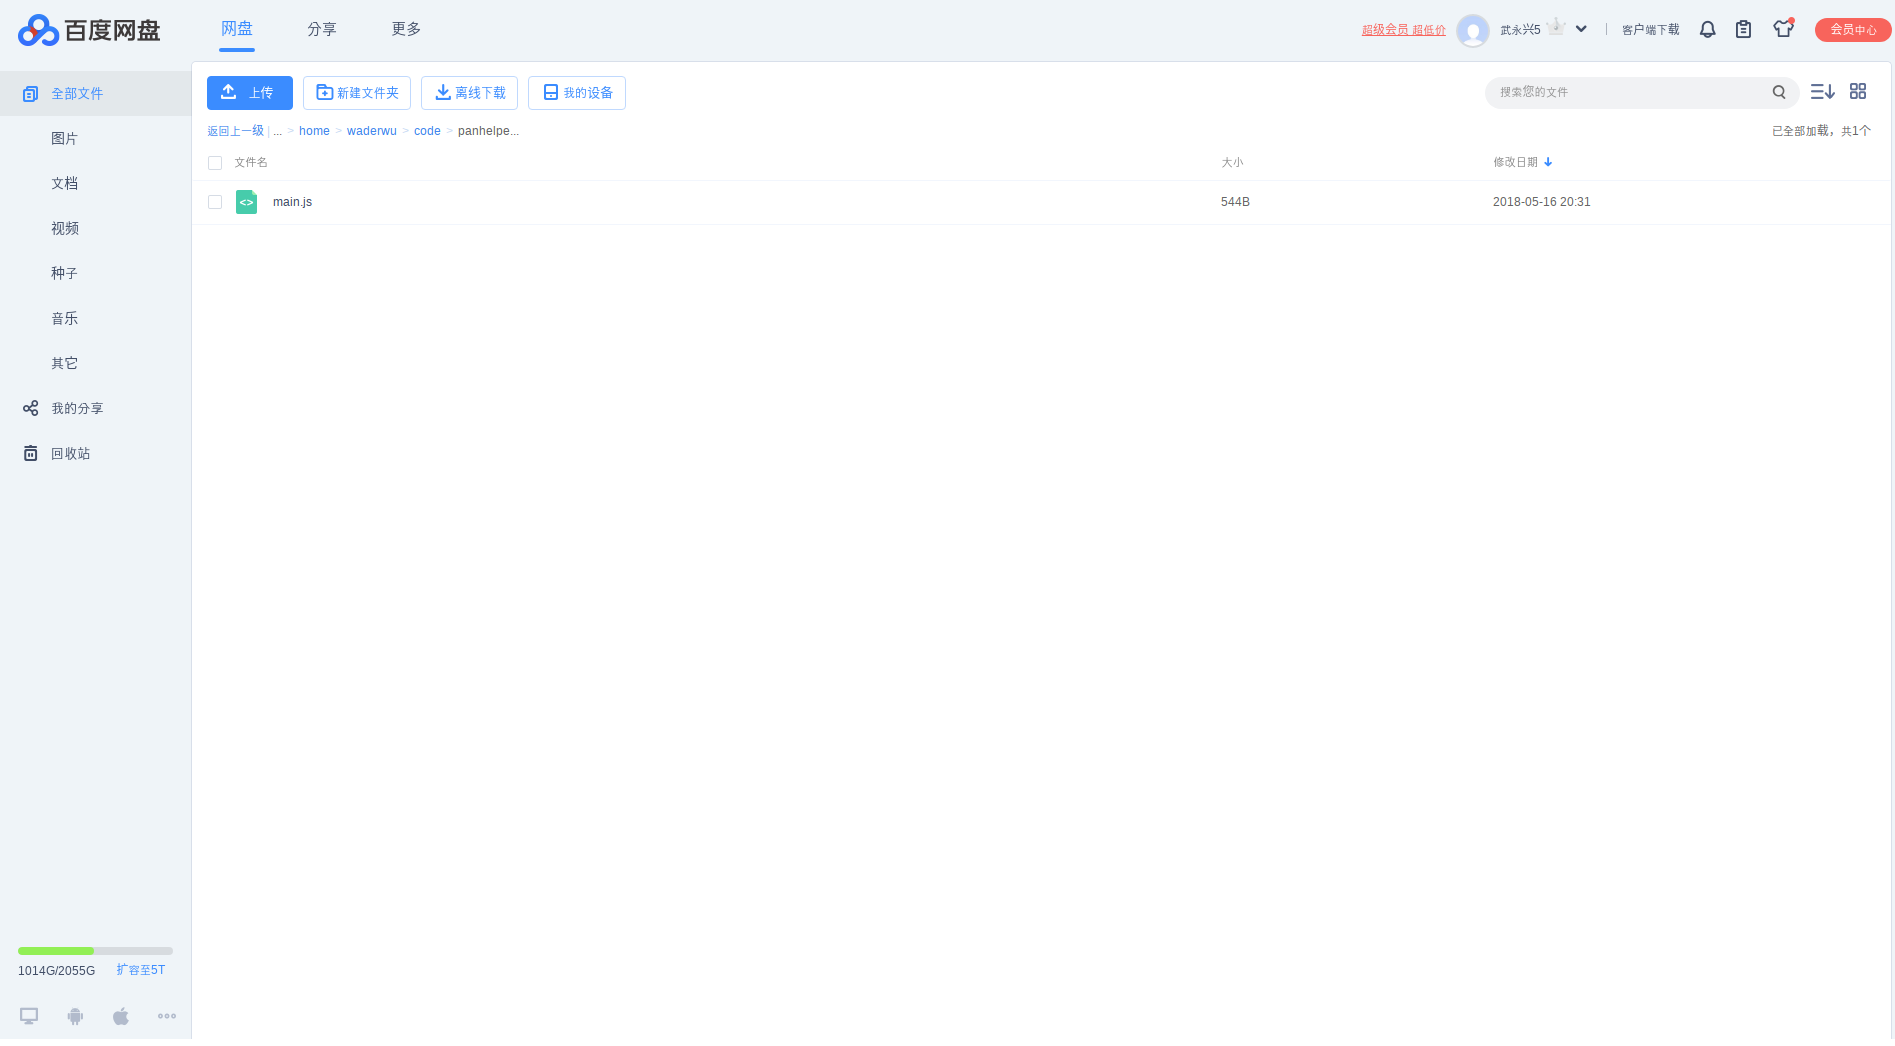 百度网盘
网盘 分享 更多
超级会员 超低价 武永兴5 客户端下载 会员中心
全部文件
图片
文档
视频
种子
音乐
其它
我的分享
回收站
1014G/2055G 扩容至5T
上传 新建文件夹 离线下载 我的设备
搜索您的文件
返回上一级 | ... > home > waderwu > code > panhelpe...
已全部加载，共1个
文件名 大小 修改日期
<> main.js 544B 2018-05-16 20:31